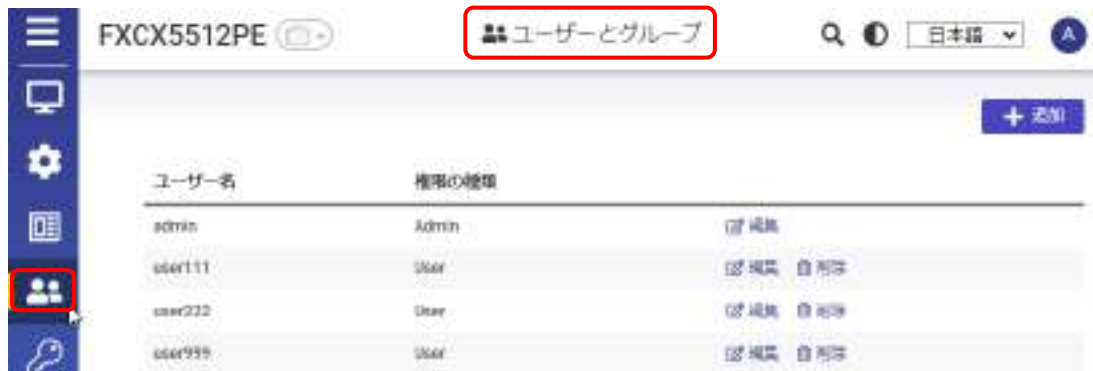 FXCX5512PE ユーザーとグループ 日本語 A
追加
ユーザー名 権限の種類
admin Admin 編集
user111 User 編集 削除
user222 User 編集 削除
user999 User 編集 削除